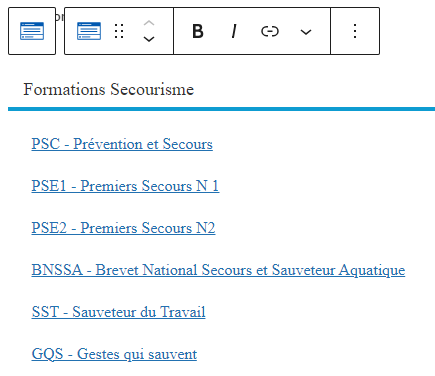 B I
Formations Secourisme
PSC - Prévention et Secours
PSE1 - Premiers Secours N 1
PSE2 - Premiers Secours N2
BNSSA - Brevet National Secours et Sauveteur Aquatique
SST - Sauveteur du Travail
GQS - Gestes qui sauvent